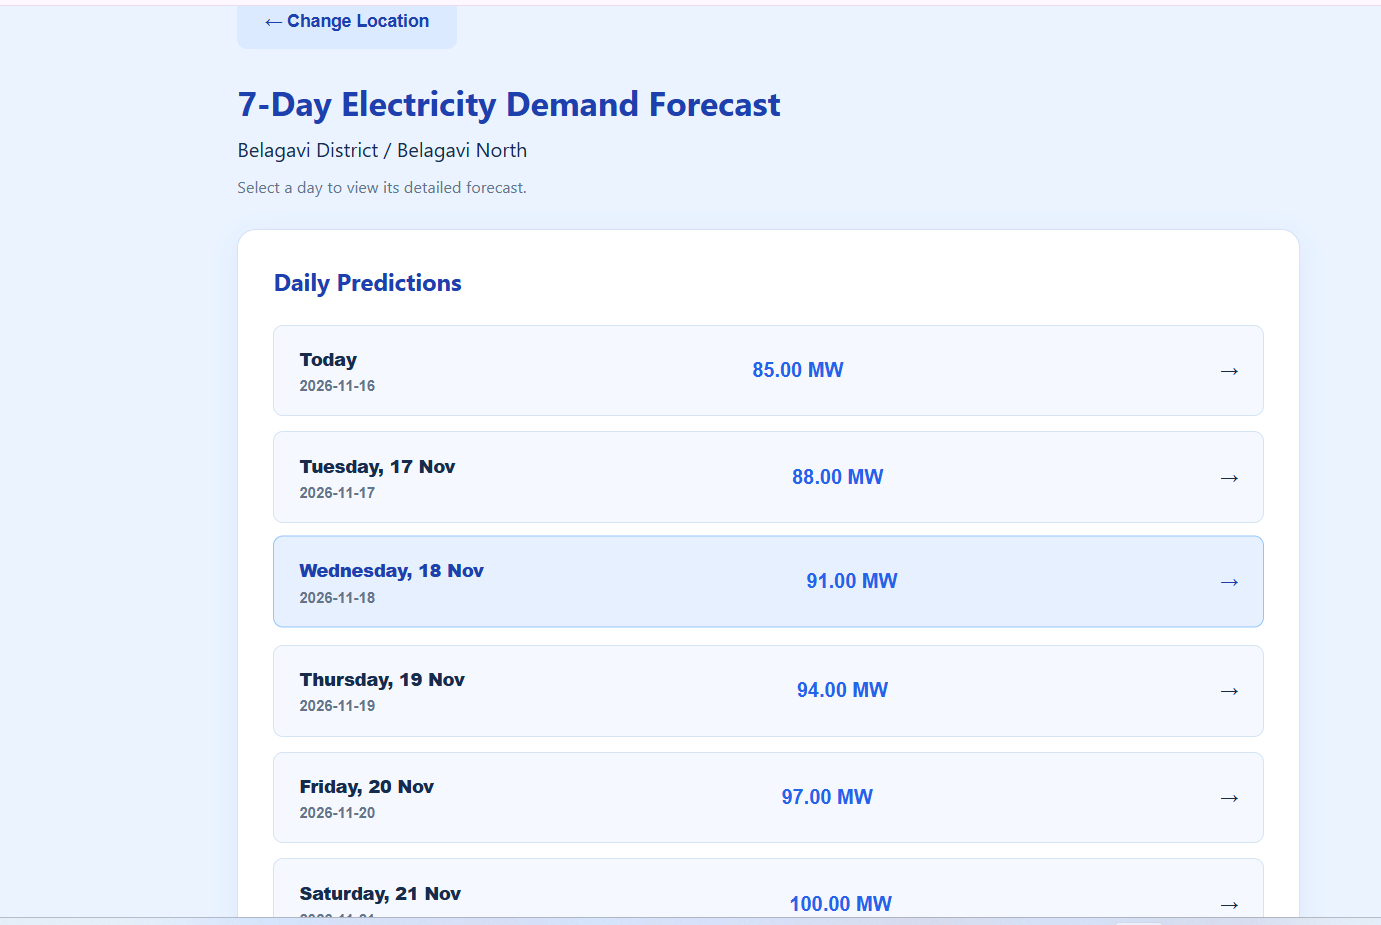 ← Change Location
7-Day Electricity Demand Forecast
Belagavi District / Belagavi North
Select a day to view its detailed forecast.
Daily Predictions
Today
2026-11-16
85.00 MW
→
Tuesday, 17 Nov
2026-11-17
88.00 MW
→
Wednesday, 18 Nov
2026-11-18
91.00 MW
→
Thursday, 19 Nov
2026-11-19
94.00 MW
→
Friday, 20 Nov
2026-11-20
97.00 MW
→
Saturday, 21 Nov
100.00 MW
→